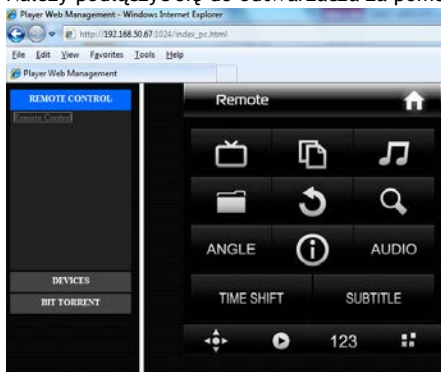 Należy podłączyć się do odtwarzacza za pomo
Player Web Management - Windows Internet Explorer
http://192.168.50.67:1024/index_pc.html
File Edit View Favorites Tools Help
Player Web Management
REMOTE CONTROL
Remote Control
DEVICES
BIT TORRENT
Remote
ANGLE AUDIO
TIME SHIFT SUBTITLE
123